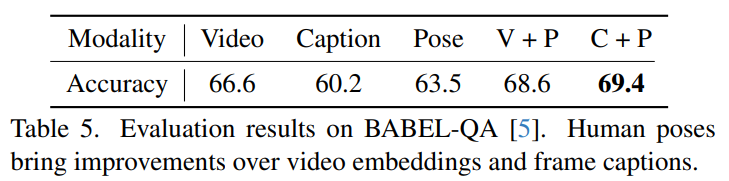 Modality Video Caption Pose V + P C + P
Accuracy 66.6 60.2 63.5 68.6 69.4
Table 5. Evaluation results on BABEL-QA [5]. Human poses
bring improvements over video embeddings and frame captions.